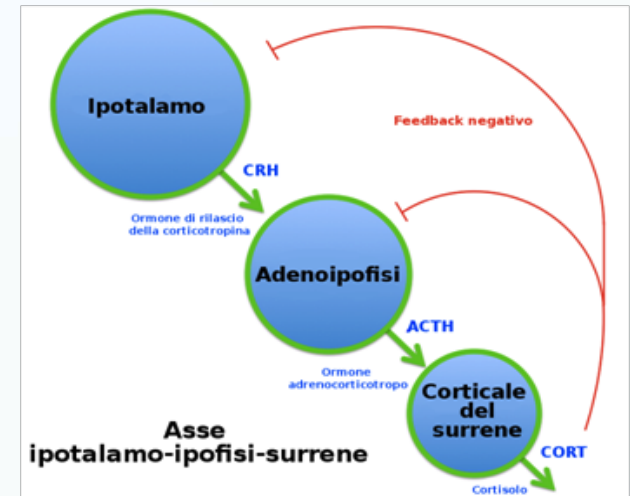 Ipotalamo
Feedback negativo
CRH
Ormone di rilascio
della corticotropina
Adenoipofisi
ACTH
Ormone
adrenocorticotropo
Corticale
del
surrene
CORT
Cortisolo
Asse
ipotalamo-ipofisi-surrene